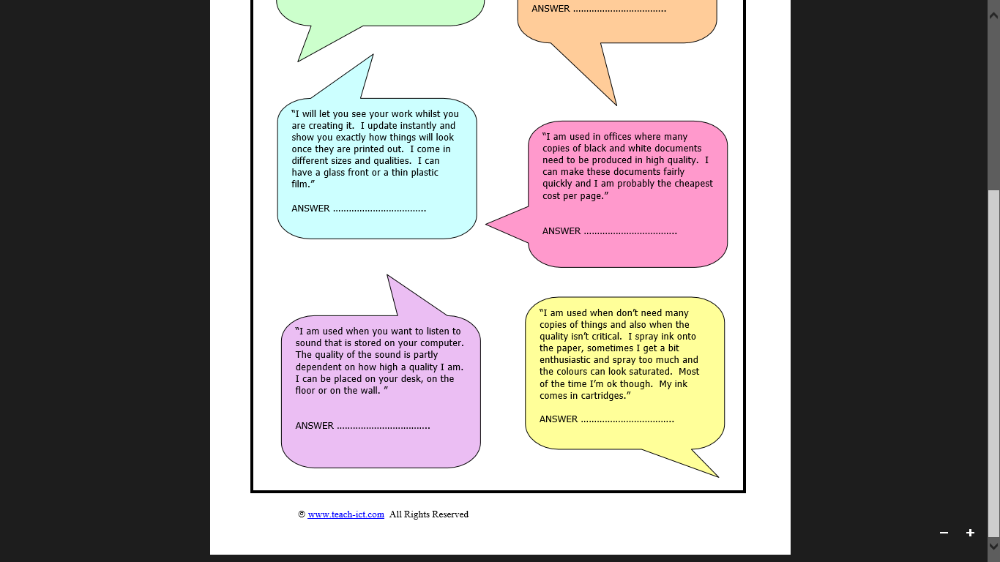 ANSWER ……………………………..
“I will let you see your work whilst you
are creating it.  I update instantly and
show you exactly how things will look
once they are printed out.  I come in
different sizes and qualities.  I can
have a glass front or a thin plastic
film.”
ANSWER ……………………………..
“I am used in offices where many
copies of black and white documents
need to be produced in high quality.  I
can make these documents fairly
quickly and I am probably the cheapest
cost per page.”
ANSWER ……………………………..
“I am used when you want to listen to
sound that is stored on your computer.
The quality of the sound is partly
dependent on how high a quality I am.
I can be placed on your desk, on the
floor or on the wall. ”
ANSWER ……………………………..
“I am used when don’t need many
copies of things and also when the
quality isn’t critical.  I spray ink onto
the paper, sometimes I get a bit
enthusiastic and spray too much and
the colours can look saturated.  Most
of the time I’m ok though.  My ink
comes in cartridges.”
ANSWER ……………………………..
© www.teach-ict.com  All Rights Reserved